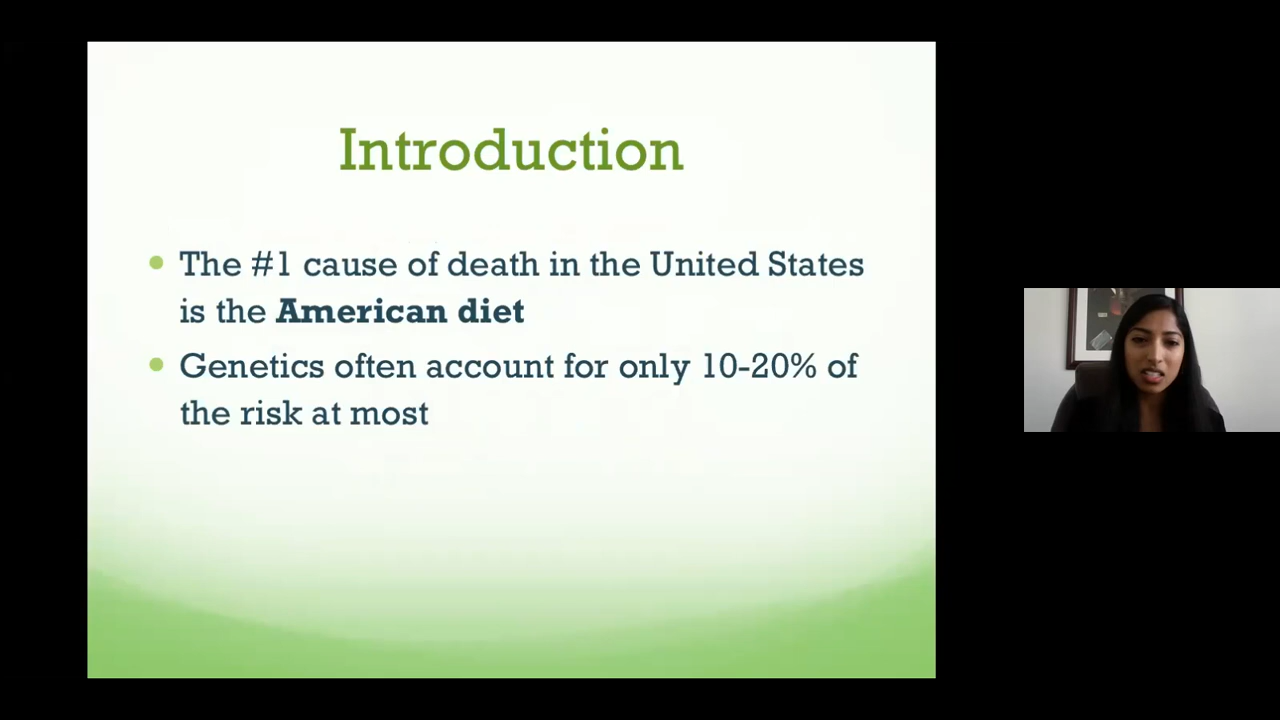 Introduction
• The #1 cause of death in the United States
is the American diet
• Genetics often account for only 10-20% of
the risk at most